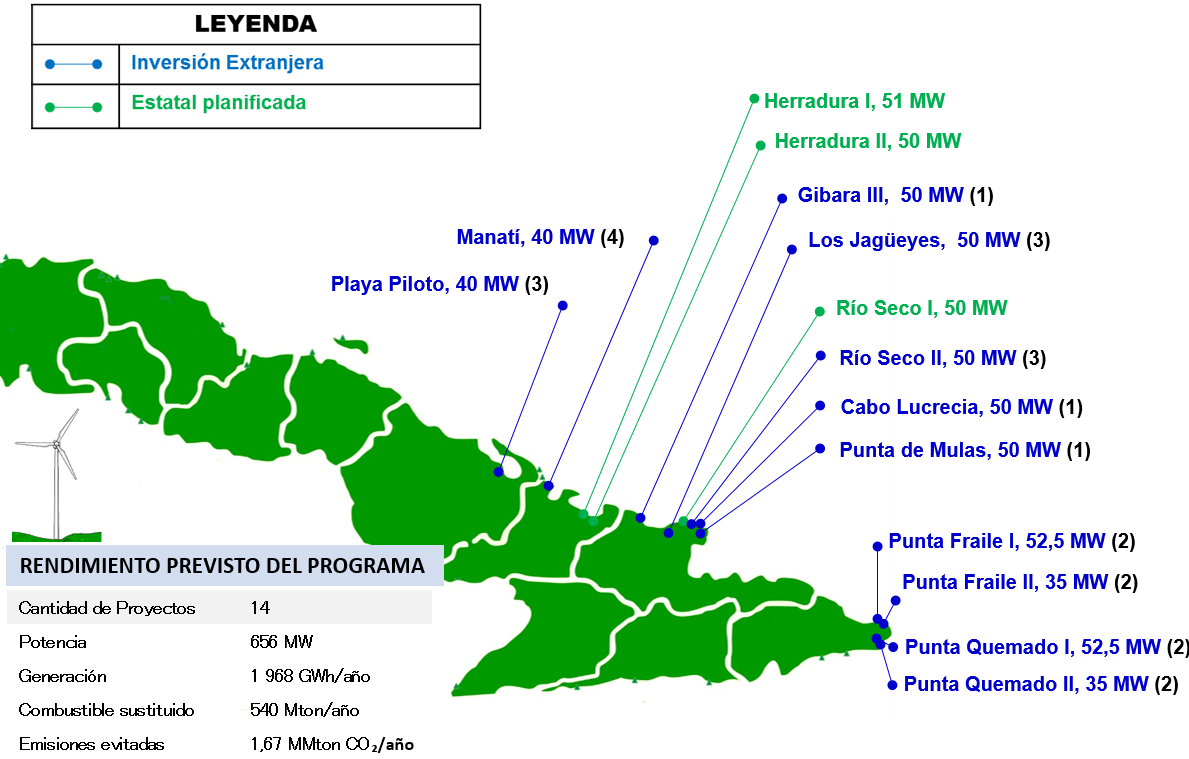 LEYENDA
Inversión Extranjera
Estatal planificada
Herradura I, 51 MW
Herradura II, 50 MW
Gibara III,  50 MW (1)
Manatí, 40 MW (4)
Los Jagüeyes,  50 MW (3)
Playa Piloto, 40 MW (3)
Río Seco I, 50 MW
Río Seco II, 50 MW (3)
Cabo Lucrecia, 50 MW (1)
Punta de Mulas, 50 MW (1)
Punta Fraile I, 52,5 MW (2)
Punta Fraile II, 35 MW (2)
Punta Quemado I, 52,5 MW (2)
Punta Quemado II, 35 MW (2)
RENDIMIENTO PREVISTO DEL PROGRAMA
Cantidad de Proyectos 14
Potencia 656 MW
Generación 1 968 GWh/año
Combustible sustituido 540 Mton/año
Emisiones evitadas 1,67 MMton CO₂/año